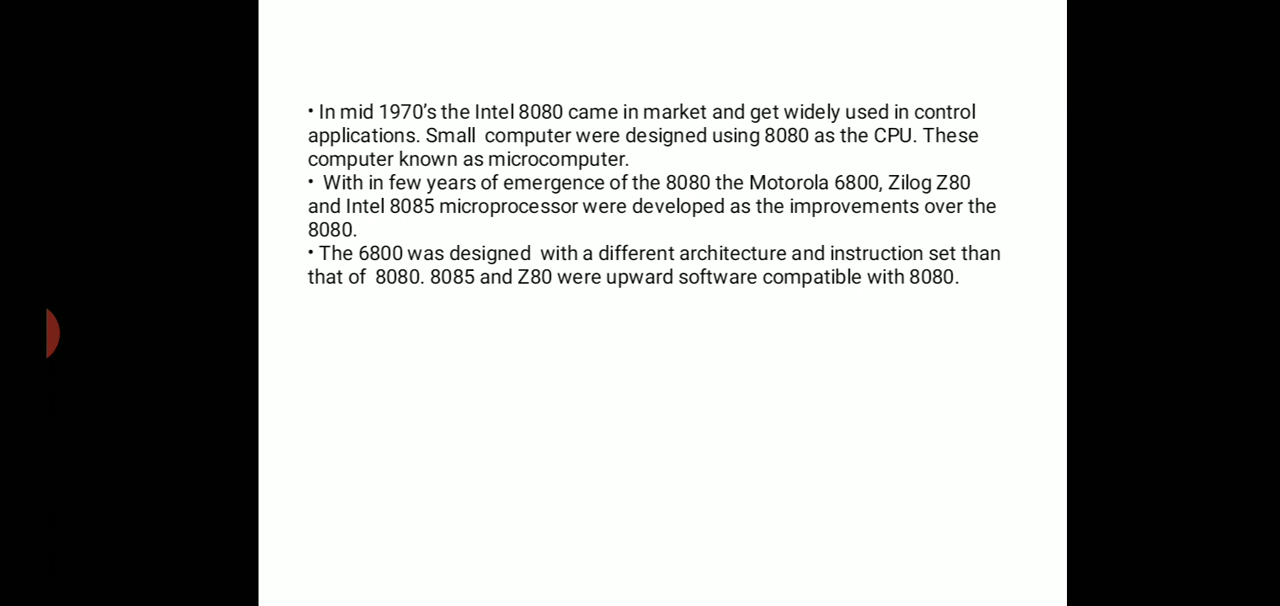 • In mid 1970’s the Intel 8080 came in market and get widely used in control
applications. Small  computer were designed using 8080 as the CPU. These
computer known as microcomputer.
•  With in few years of emergence of the 8080 the Motorola 6800, Zilog Z80
and Intel 8085 microprocessor were developed as the improvements over the
8080.
• The 6800 was designed  with a different architecture and instruction set than
that of  8080. 8085 and Z80 were upward software compatible with 8080.